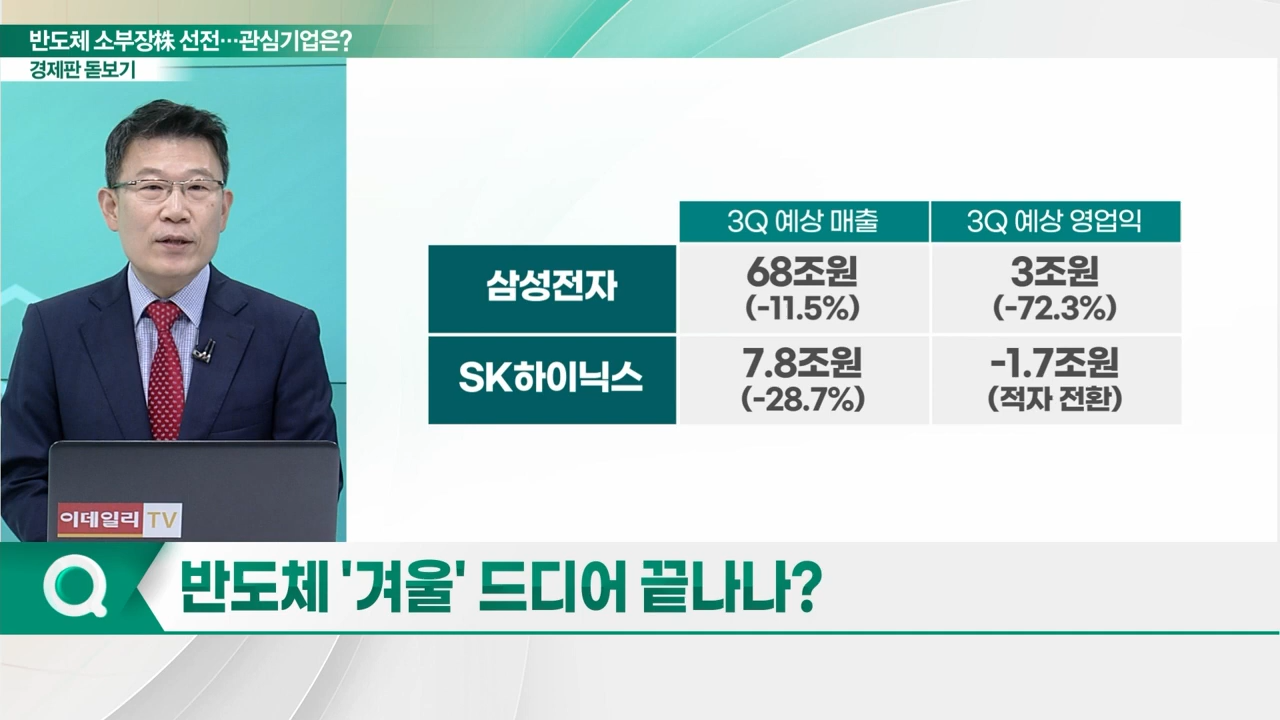 반도체 소부장株 선전…관심기업은?
경제판 돋보기
3Q 예상 매출 3Q 예상 영업익
삼성전자 68조원 3조원
(-11.5%) (-72.3%)
SK하이닉스 7.8조원 -1.7조원
(-28.7%) (적자 전환)
이데일리 TV
Q 반도체 '겨울' 드디어 끝나나?